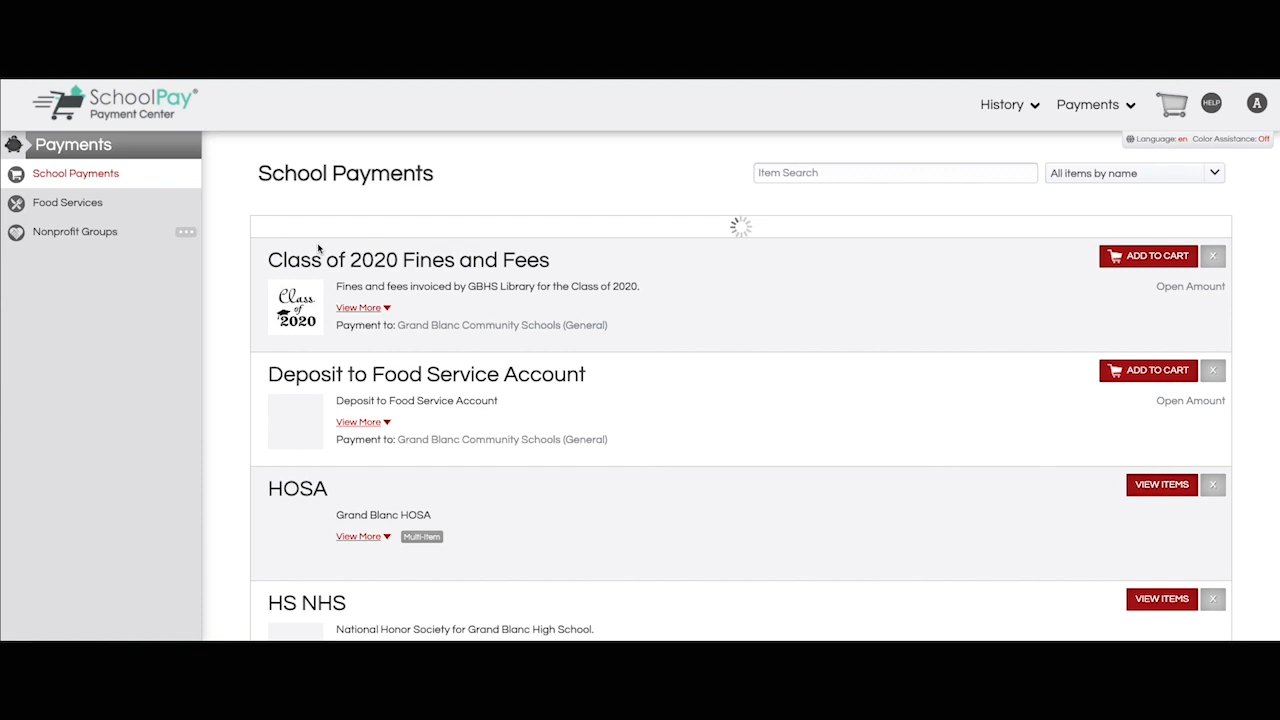 SchoolPay®
Payment Center
History
Payments
HELP
A
Language: en Color Assistance: Off
Payments
School Payments
Food Services
Nonprofit Groups
School Payments
Item Search
All items by name
Class of 2020 Fines and Fees
ADD TO CART
X
Class
of
2020
Fines and fees invoiced by GBHS Library for the Class of 2020.
Open Amount
View More
Payment to: Grand Blanc Community Schools (General)
Deposit to Food Service Account
ADD TO CART
X
Deposit to Food Service Account
Open Amount
View More
Payment to: Grand Blanc Community Schools (General)
HOSA
VIEW ITEMS
X
Grand Blanc HOSA
View More
Multi-Item
HS NHS
VIEW ITEMS
X
National Honor Society for Grand Blanc High School.